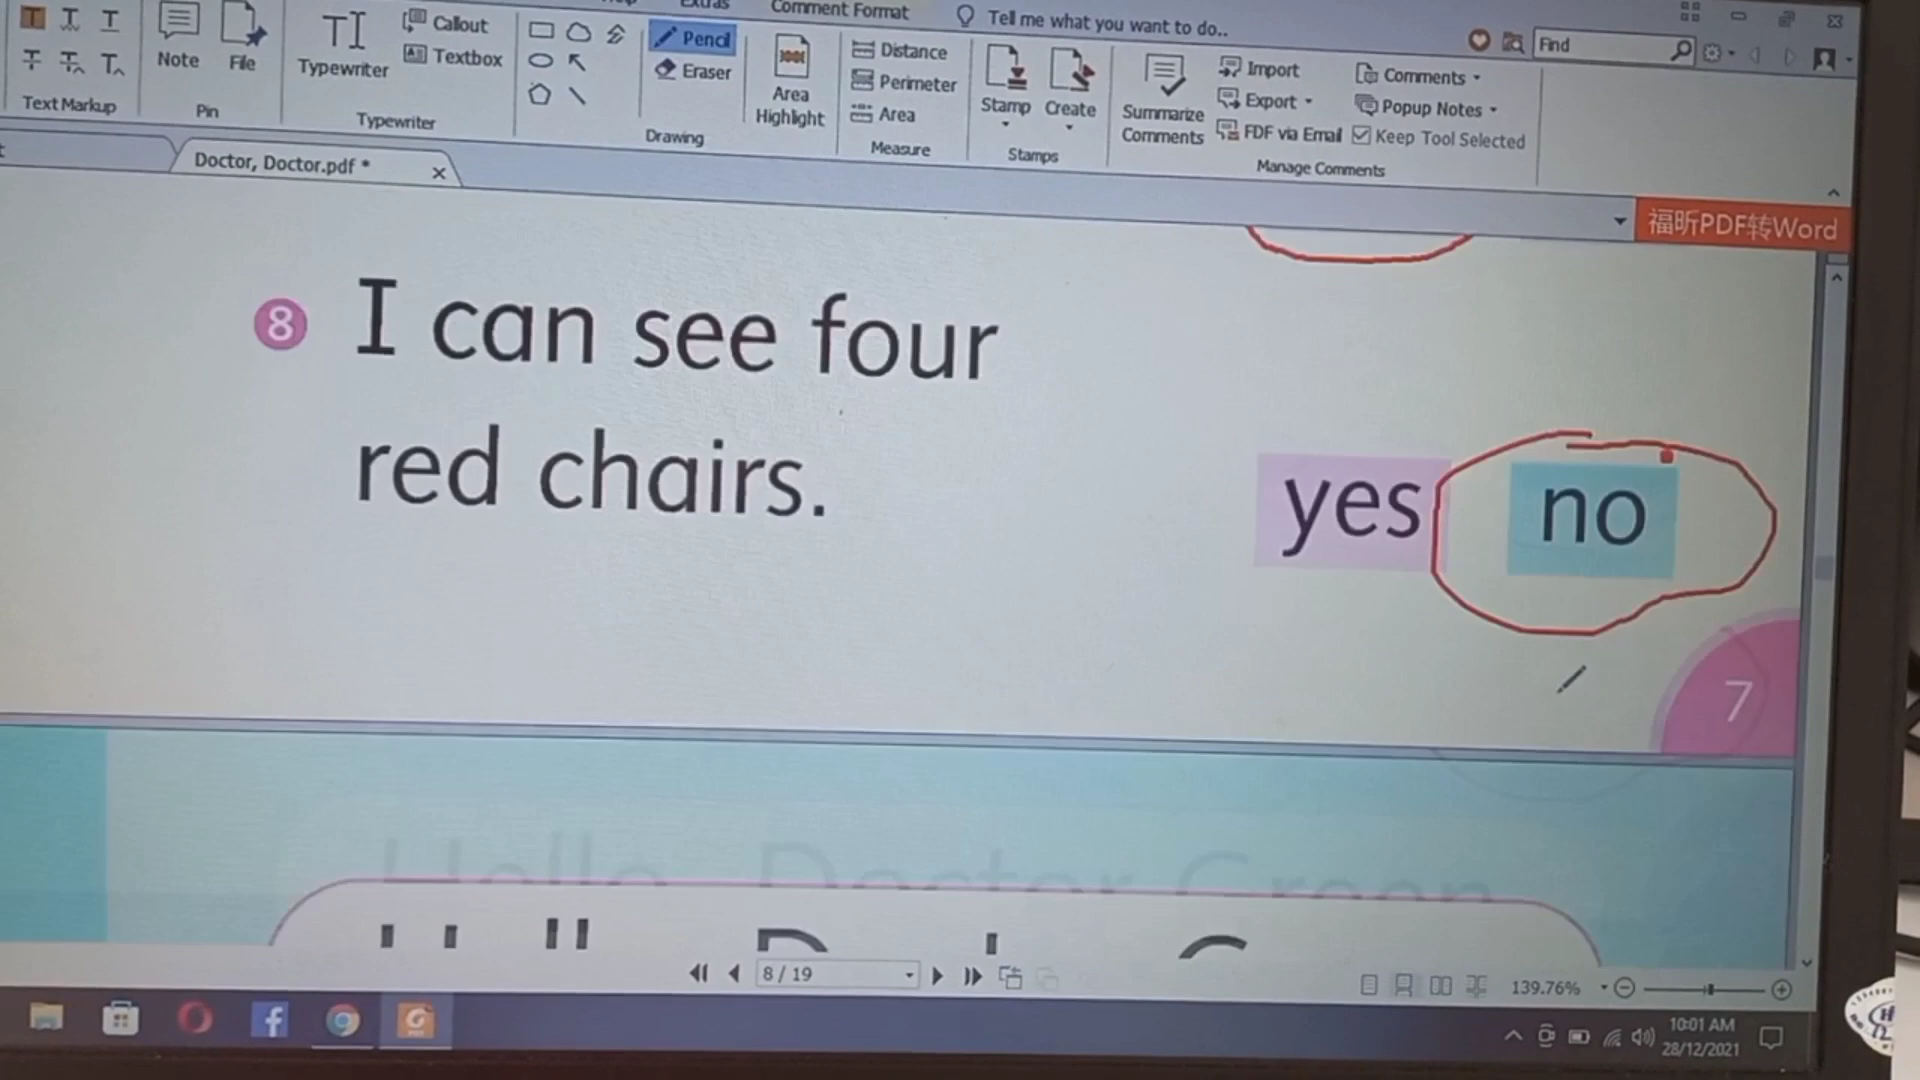 Extras
Comment Format
Tell me what you want to do..
Find
Callout
Textbox
Note
File
Typewriter
Pencil
Eraser
Area
Highlight
Distance
Perimeter
Area
Stamp
Create
Summarize
Comments
Import
Export
FDF via Email
Comments
Popup Notes
Keep Tool Selected
Text Markup
Pin
Typewriter
Drawing
Measure
Stamps
Manage Comments
Doctor, Doctor.pdf *
福昕PDF转Word
8 I can see four
red chairs.
yes no
7
8 / 19
139.76%
10:01 AM
28/12/2021